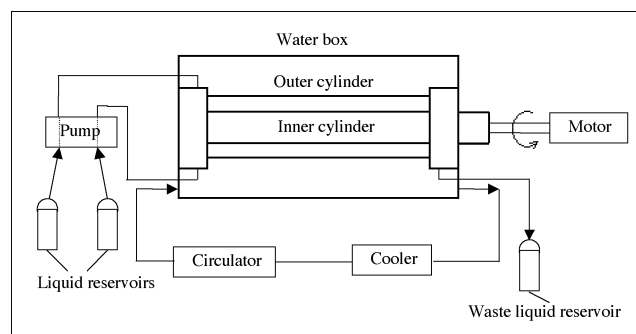 Water box
Outer cylinder
Pump
Inner cylinder
Motor
Circulator
Cooler
Liquid reservoirs
Waste liquid reservoir